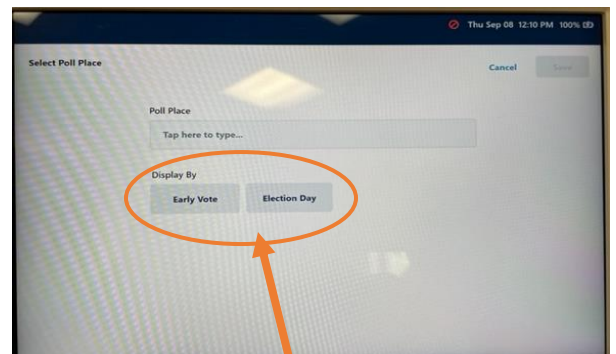 Thu Sep 08 12:10 PM 100%
Select Poll Place
Cancel Save
Poll Place
Tap here to type...
Display By
Early Vote Election Day